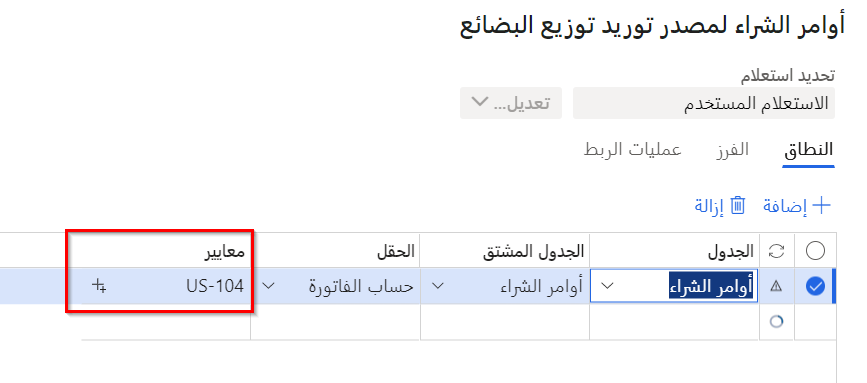 أوامر الشراء لمصدر توريد توزيع البضائع
تحديد استعلام
الاستعلام المستخدم تعديل...
النطاق الفرز عمليات الربط
إضافة إزالة
الجدول الجدول المشتق الحقل معايير
أوامر الشراء أوامر الشراء حساب الفاتورة US-104